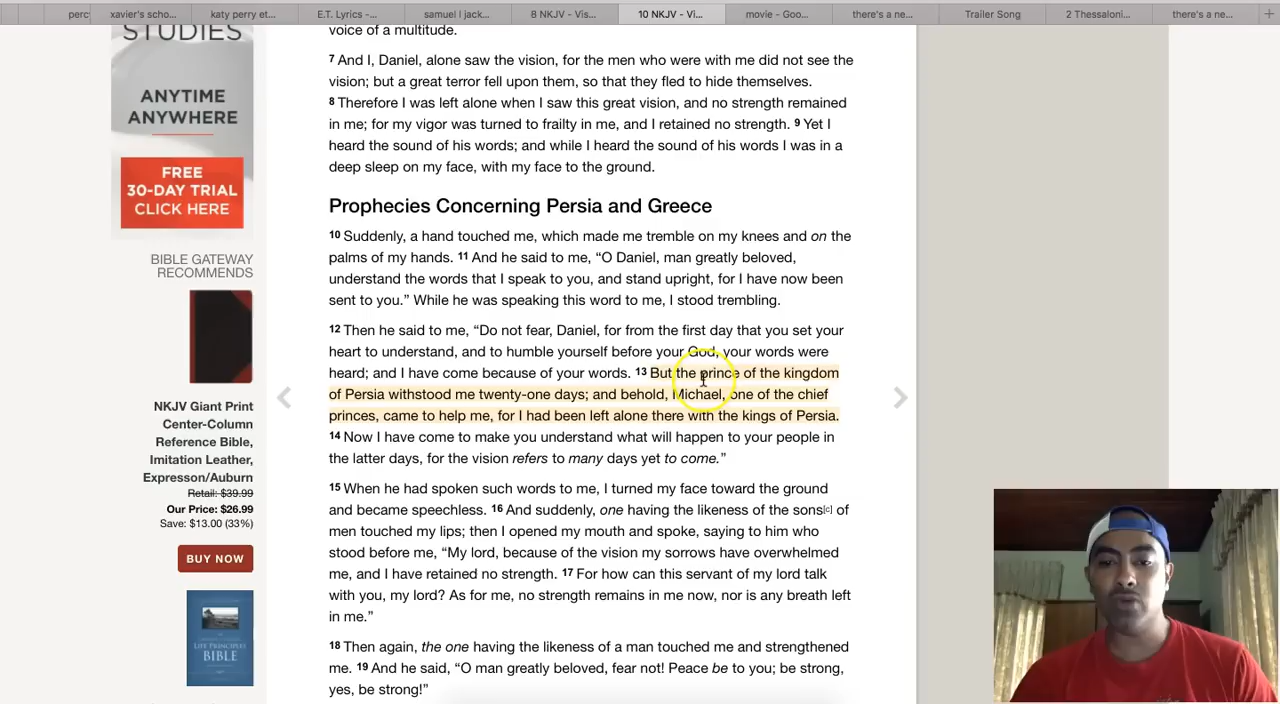 perc
xavier's scho...
katy perry et...
E.T. Lyrics -...
samuel l jack...
8 NKJV - Vis...
10 NKJV - Vi...
movie - Goo...
there's a ne...
Trailer Song
2 Thessaloni...
there's a ne...
+
STUDIES
ANYTIME
ANYWHERE
FREE
30-DAY TRIAL
CLICK HERE
BIBLE GATEWAY
RECOMMENDS
NKJV Giant Print
Center-Column
Reference Bible,
Imitation Leather,
Expresson/Auburn
Retail: $39.99
Our Price: $26.99
Save: $13.00 (33%)
BUY NOW
LIFE PRINCIPLES
BIBLE
voice of a multitude.
7 And I, Daniel, alone saw the vision, for the men who were with me did not see the
vision; but a great terror fell upon them, so that they fled to hide themselves.
8 Therefore I was left alone when I saw this great vision, and no strength remained
in me; for my vigor was turned to frailty in me, and I retained no strength. 9 Yet I
heard the sound of his words; and while I heard the sound of his words I was in a
deep sleep on my face, with my face to the ground.
Prophecies Concerning Persia and Greece
10 Suddenly, a hand touched me, which made me tremble on my knees and on the
palms of my hands. 11 And he said to me, “O Daniel, man greatly beloved,
understand the words that I speak to you, and stand upright, for I have now been
sent to you.” While he was speaking this word to me, I stood trembling.
12 Then he said to me, “Do not fear, Daniel, for from the first day that you set your
heart to understand, and to humble yourself before your God, your words were
heard; and I have come because of your words. 13 But the prince of the kingdom
of Persia withstood me twenty-one days; and behold, Michael, one of the chief
princes, came to help me, for I had been left alone there with the kings of Persia.
14 Now I have come to make you understand what will happen to your people in
the latter days, for the vision refers to many days yet to come.”
15 When he had spoken such words to me, I turned my face toward the ground
and became speechless. 16 And suddenly, one having the likeness of the sons[c] of
men touched my lips; then I opened my mouth and spoke, saying to him who
stood before me, “My lord, because of the vision my sorrows have overwhelmed
me, and I have retained no strength. 17 For how can this servant of my lord talk
with you, my lord? As for me, no strength remains in me now, nor is any breath left
in me.”
18 Then again, the one having the likeness of a man touched me and strengthened
me. 19 And he said, “O man greatly beloved, fear not! Peace be to you; be strong,
yes, be strong!”